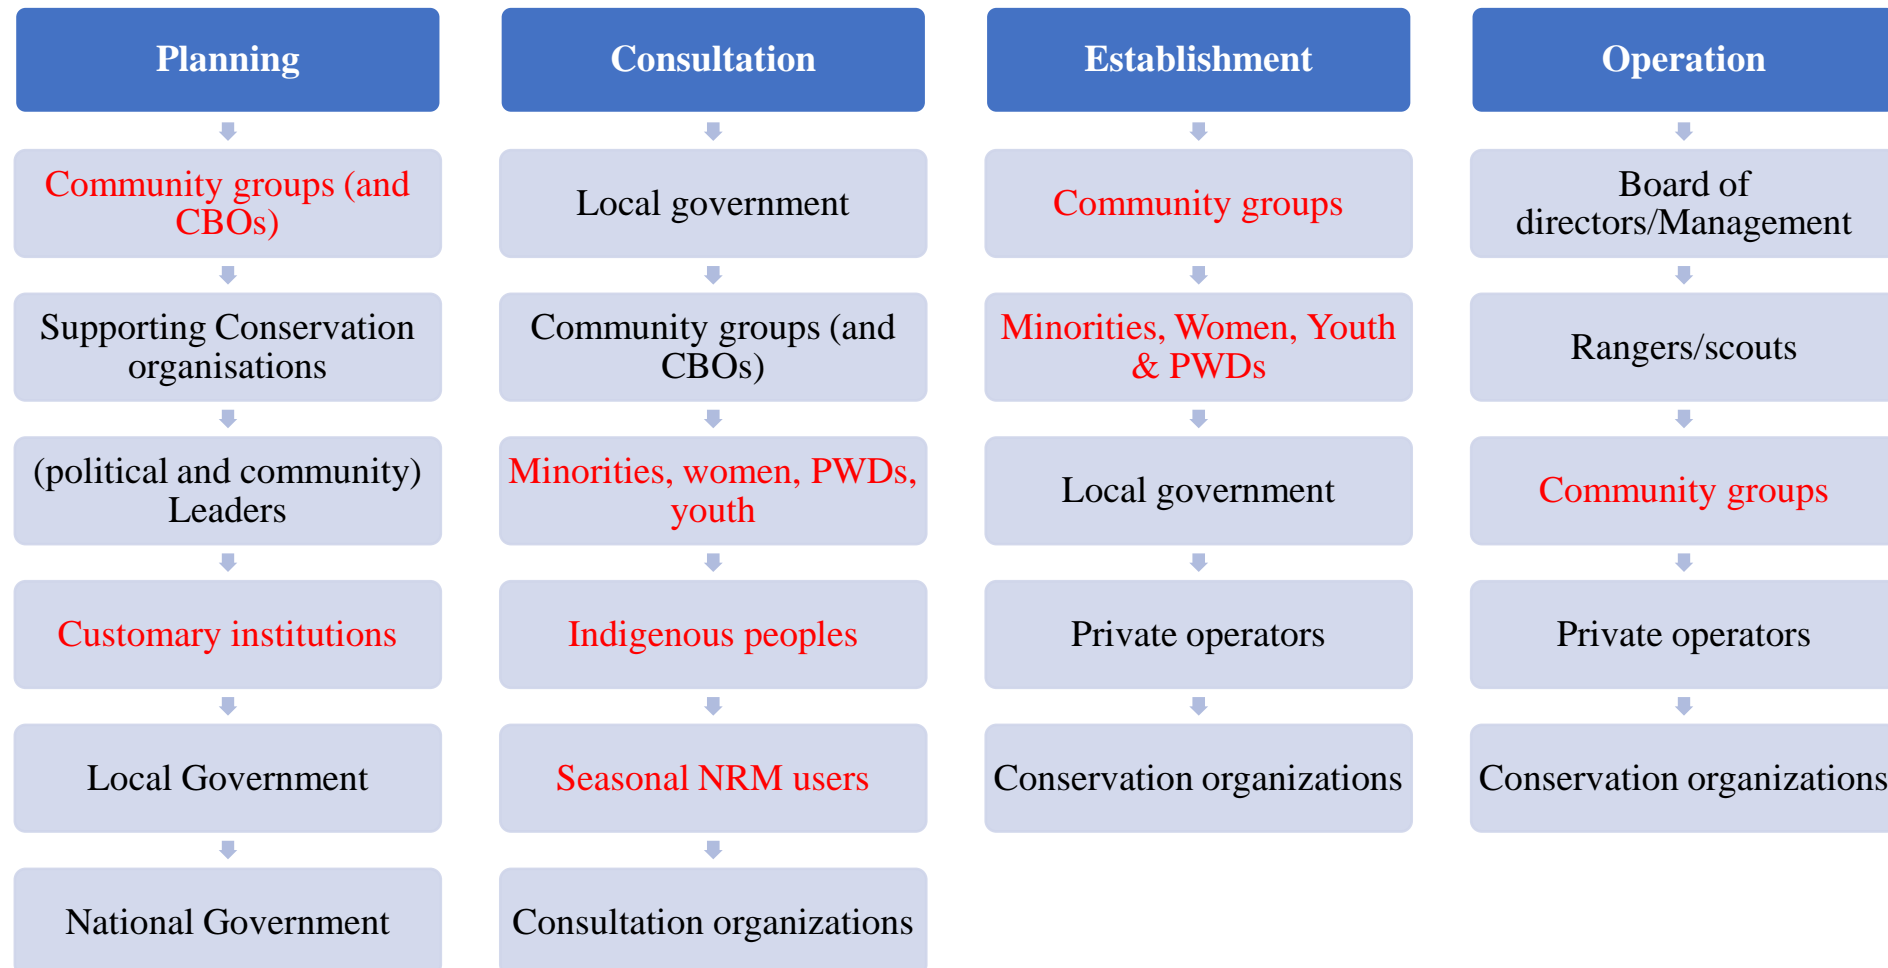 Planning
Community groups (and
CBOs)
Supporting Conservation
organisations
(political and community)
Leaders
Customary institutions
Local Government
National Government
Consultation
Local government
Community groups (and
CBOs)
Minorities, women, PWDs,
youth
Indigenous peoples
Seasonal NRM users
Consultation organizations
Establishment
Community groups
Minorities, Women, Youth
& PWDs
Local government
Private operators
Conservation organizations
Operation
Board of
directors/Management
Rangers/scouts
Community groups
Private operators
Conservation organizations